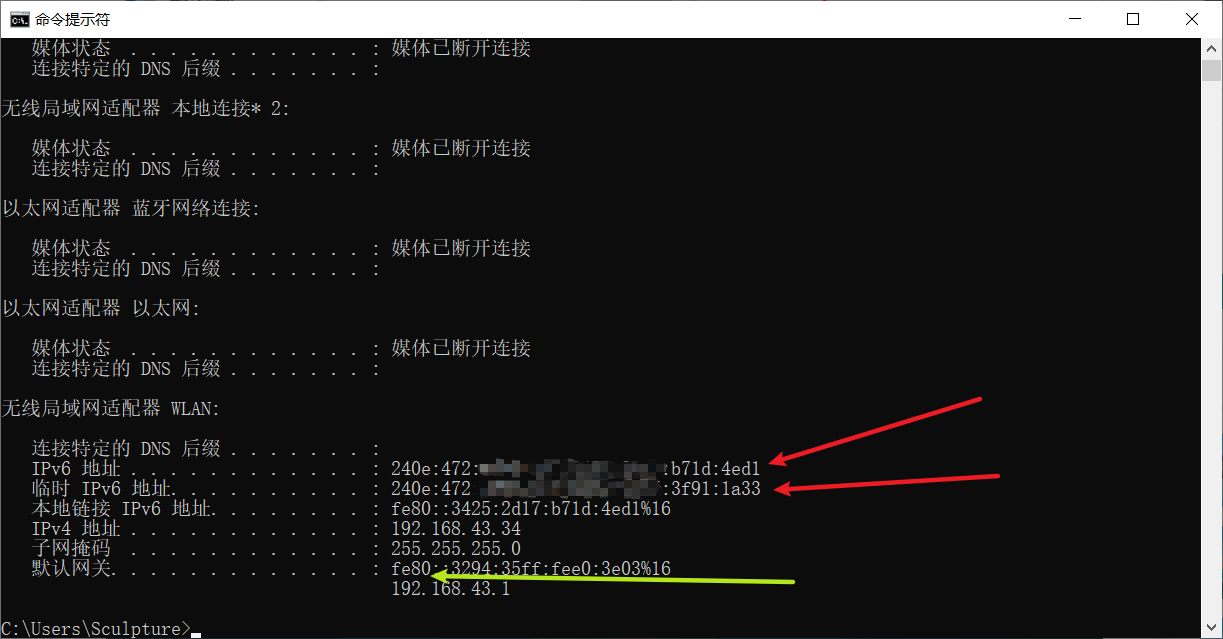 命令提示符
媒体状态 . . . . . . . . . . . . : 媒体已断开连接
连接特定的 DNS 后缀 . . . . . . . :
无线局域网适配器 本地连接* 2:
媒体状态 . . . . . . . . . . . . : 媒体已断开连接
连接特定的 DNS 后缀 . . . . . . . :
以太网适配器 蓝牙网络连接:
媒体状态 . . . . . . . . . . . . : 媒体已断开连接
连接特定的 DNS 后缀 . . . . . . . :
以太网适配器 以太网:
媒体状态 . . . . . . . . . . . . : 媒体已断开连接
连接特定的 DNS 后缀 . . . . . . . :
无线局域网适配器 WLAN:
连接特定的 DNS 后缀 . . . . . . . :
IPv6 地址 . . . . . . . . . . . . : 240e:472: :b71d:4ed1
临时 IPv6 地址. . . . . . . . . . : 240e:472 :3f91:1a33
本地链接 IPv6 地址. . . . . . . . : fe80::3425:2d17:b71d:4ed1%16
IPv4 地址 . . . . . . . . . . . . : 192.168.43.34
子网掩码 . . . . . . . . . . . . : 255.255.255.0
默认网关. . . . . . . . . . . . . : fe80::3294:35ff:fee0:3e03%16
192.168.43.1
C:\Users\Sculpture>